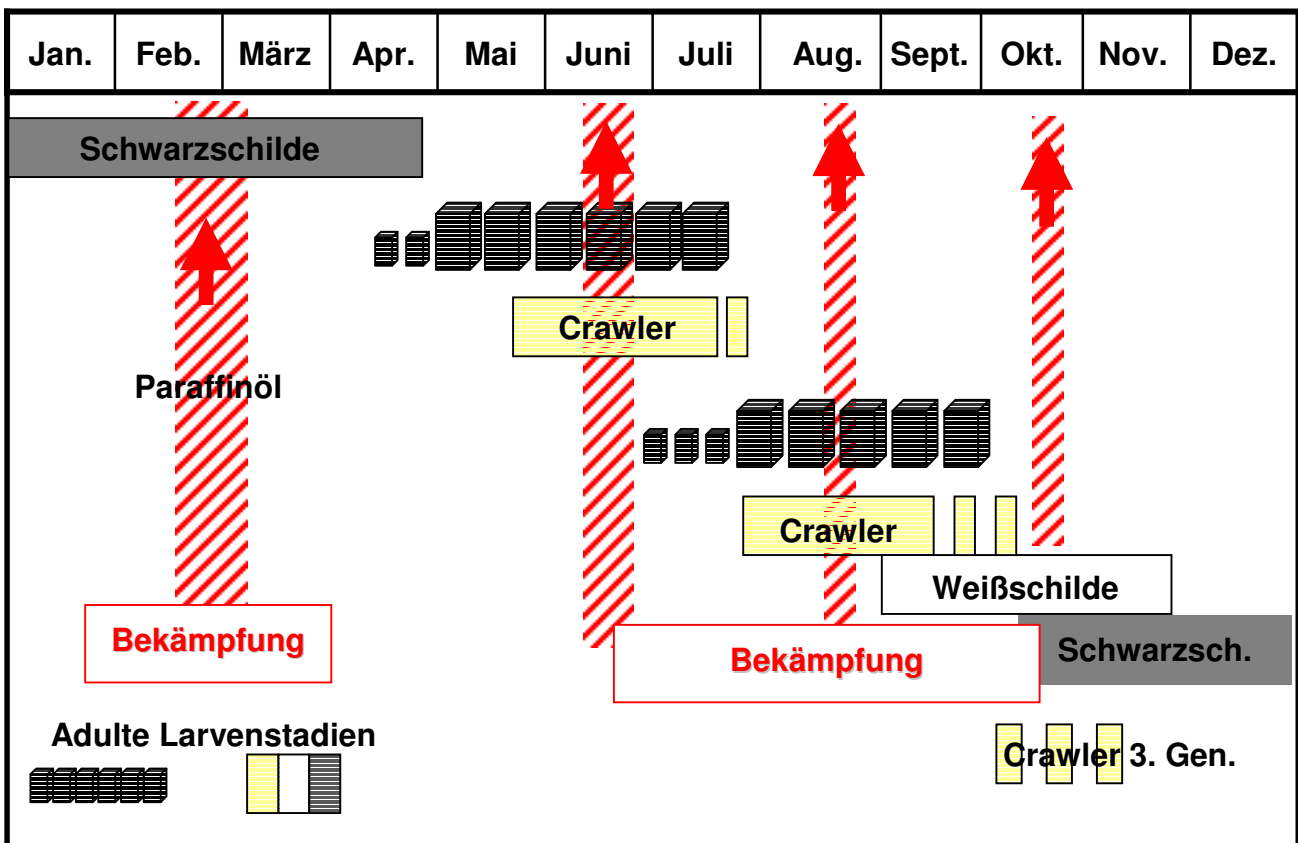 Jan. Feb. März Apr. Mai Juni Juli Aug. Sept. Okt. Nov. Dez.
Schwarzschilde
Crawler
Paraffinöl
Crawler
Weißschilde
Bekämpfung
Bekämpfung
Schwarzsch.
Adulte Larvenstadien
Crawler 3. Gen.